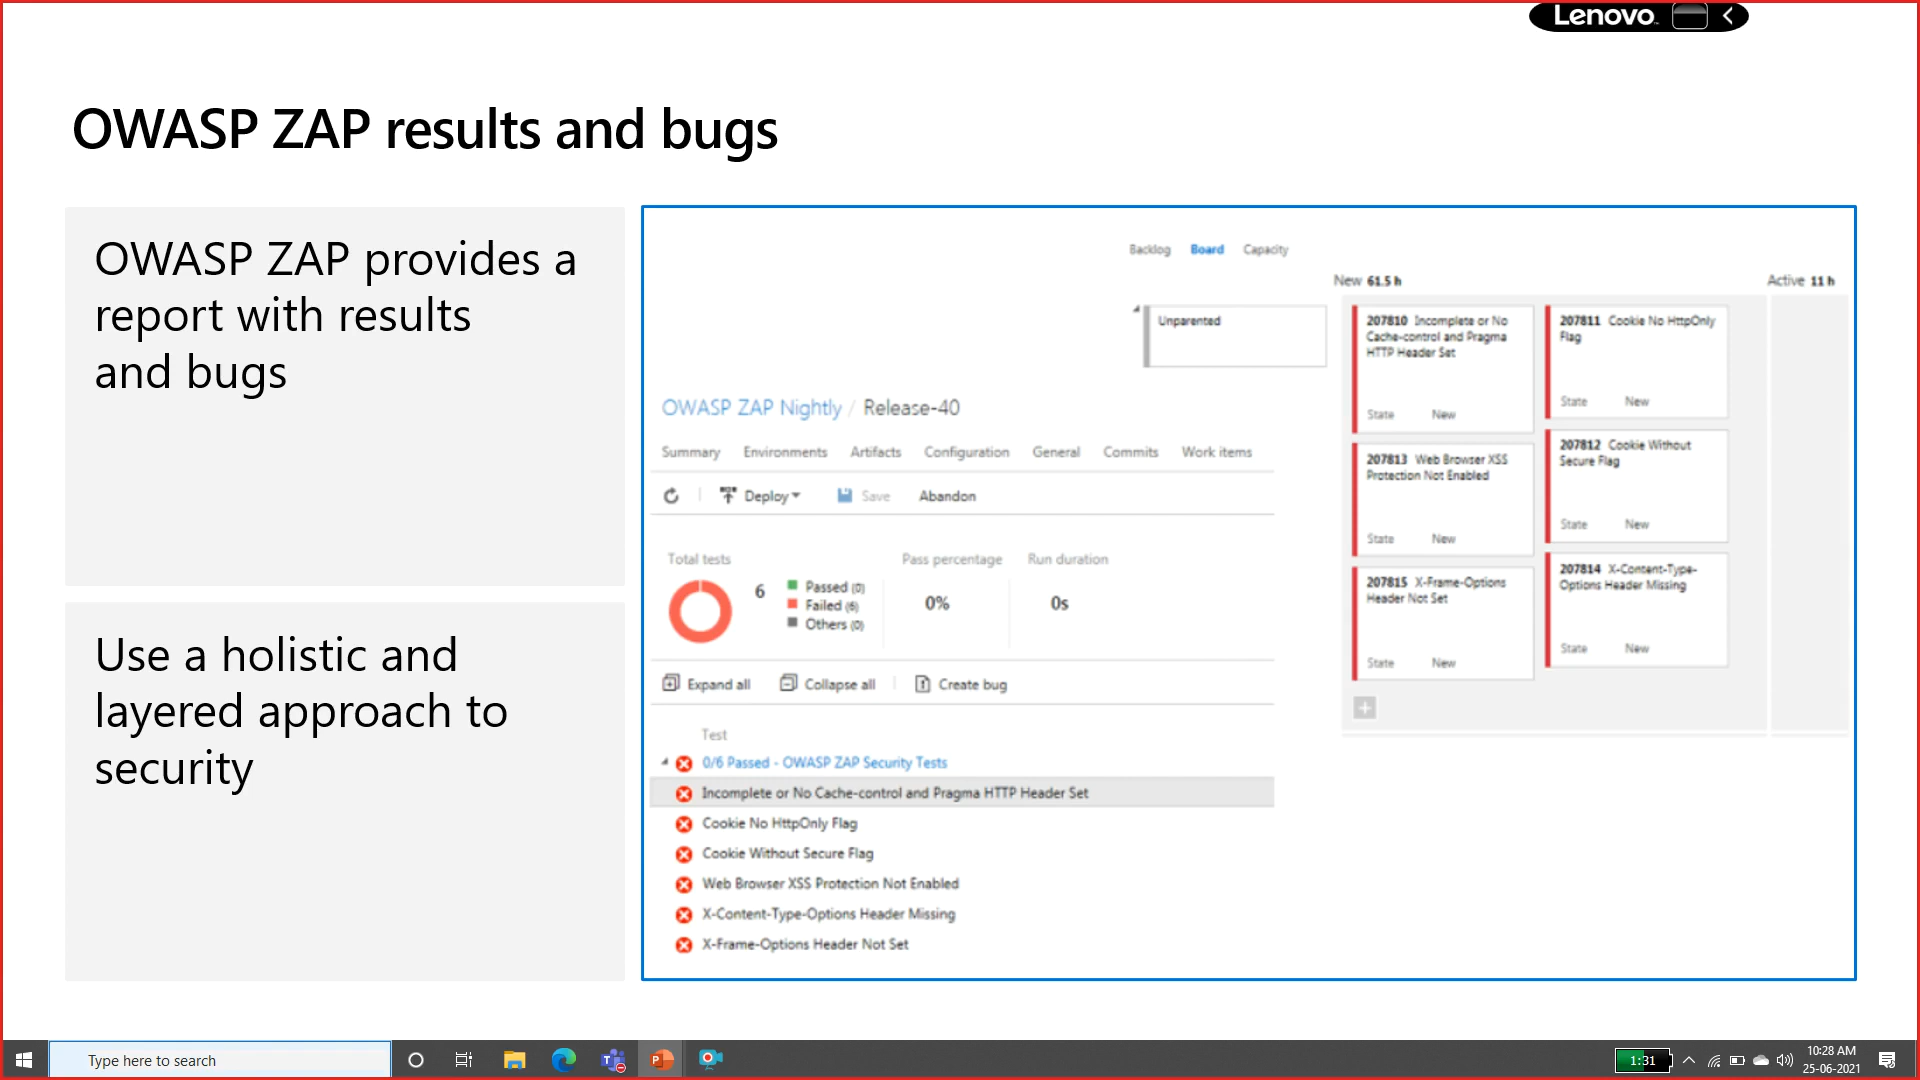 Lenovo
OWASP ZAP results and bugs
OWASP ZAP provides a
report with results
and bugs
Use a holistic and
layered approach to
security
Backlog Board Capacity
New 61.5 h
Active 11 h
Unparented
207810 Incomplete or No
Cache-control and Pragma
HTTP Header Set
State New
207811 Cookie No HttpOnly
Flag
State New
207813 Web Browser XSS
Protection Not Enabled
State New
207812 Cookie Without
Secure Flag
State New
207815 X-Frame-Options
Header Not Set
State New
207814 X-Content-Type-
Options Header Missing
State New
OWASP ZAP Nightly / Release-40
Summary Environments Artifacts Configuration General Commits Work items
Deploy Save Abandon
Total tests
6
Passed (0)
Failed (6)
Others (0)
Pass percentage
0%
Run duration
0s
Expand all Collapse all Create bug
Test
0/6 Passed - OWASP ZAP Security Tests
Incomplete or No Cache-control and Pragma HTTP Header Set
Cookie No HttpOnly Flag
Cookie Without Secure Flag
Web Browser XSS Protection Not Enabled
X-Content-Type-Options Header Missing
X-Frame-Options Header Not Set
Type here to search
1:31
10:28 AM
25-06-2021